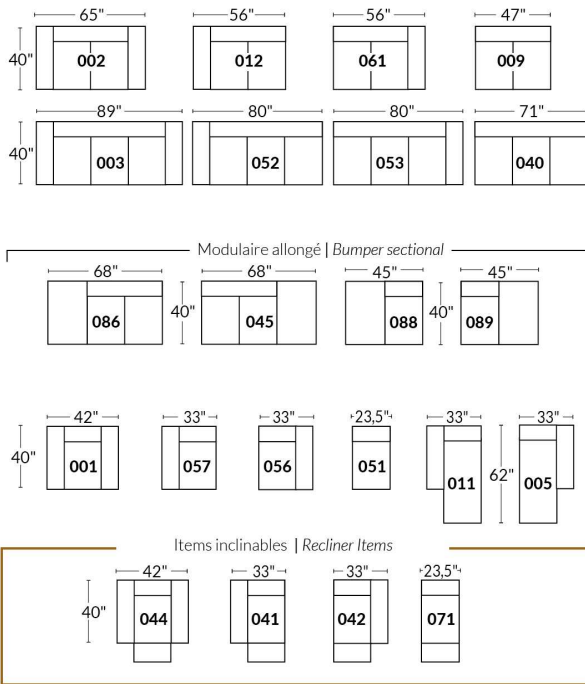 65" 56" 56" 47"
40" 002 012 061 009
89" 80" 80" 71"
40" 003 052 053 040
Modulaire allongé | Bumper sectional
68" 68" 45" 45"
086 40" 045 088 40" 089
42" 33" 33" 23,5" 33" 33"
40" 001 057 056 051 011 62" 005
Items inclinables | Recliner Items
42" 33" 33" 23,5"
40" 044 041 042 071